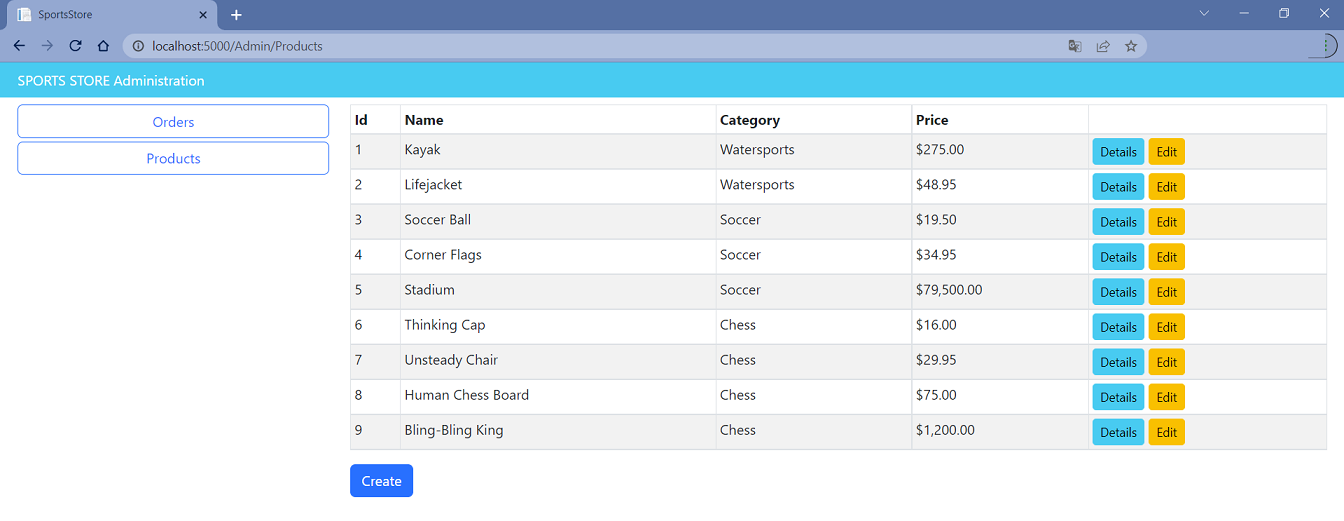 SportsStore
localhost:5000/Admin/Products
SPORTS STORE Administration
Orders
Products
Id Name Category Price
1 Kayak Watersports $275.00 Details Edit
2 Lifejacket Watersports $48.95 Details Edit
3 Soccer Ball Soccer $19.50 Details Edit
4 Corner Flags Soccer $34.95 Details Edit
5 Stadium Soccer $79,500.00 Details Edit
6 Thinking Cap Chess $16.00 Details Edit
7 Unsteady Chair Chess $29.95 Details Edit
8 Human Chess Board Chess $75.00 Details Edit
9 Bling-Bling King Chess $1,200.00 Details Edit
Create